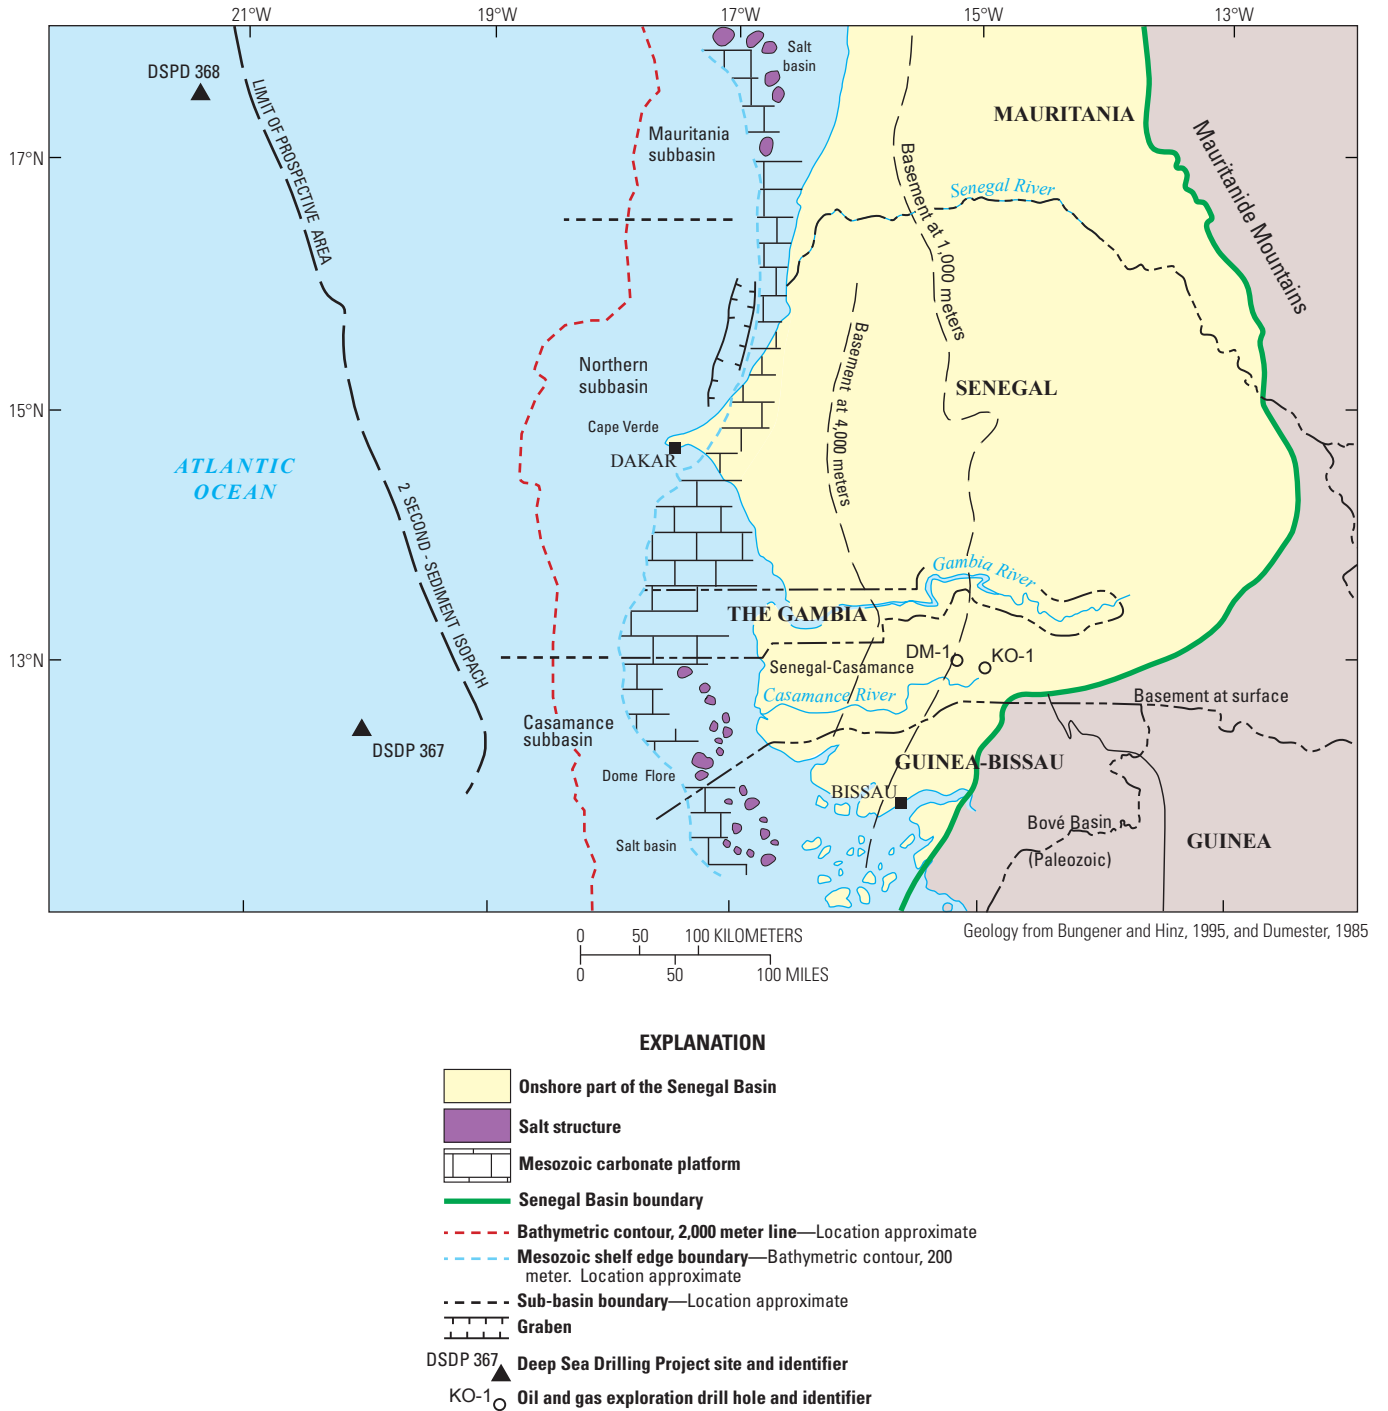 21°W
19°W
17°W
15°W
13°W
17°N
15°N
13°N
DSPD 368
LIMIT OF PROSPECTIVE AREA
Salt
basin
Mauritania
subbasin
MAURITANIA
Mauritanide Mountains
Senegal River
Basement at 1,000 meters
Basement at 4,000 meters
Northern
subbasin
SENEGAL
Cape Verde
DAKAR
ATLANTIC
OCEAN
2 SECOND - SEDIMENT ISOPACH
Gambia River
THE GAMBIA
DM-1
KO-1
Senegal-Casamance
Casamance River
Basement at surface
Casamance
subbasin
DSDP 367
Dome Flore
GUINEA-BISSAU
BISSAU
Salt basin
Bové Basin
(Paleozoic)
GUINEA
Geology from Bungener and Hinz, 1995, and Dumester, 1985
0 50 100 KILOMETERS
0 50 100 MILES
EXPLANATION
Onshore part of the Senegal Basin
Salt structure
Mesozoic carbonate platform
Senegal Basin boundary
Bathymetric contour, 2,000 meter line—Location approximate
Mesozoic shelf edge boundary—Bathymetric contour, 200
meter. Location approximate
Sub-basin boundary—Location approximate
Graben
DSDP 367 Deep Sea Drilling Project site and identifier
KO-1 Oil and gas exploration drill hole and identifier